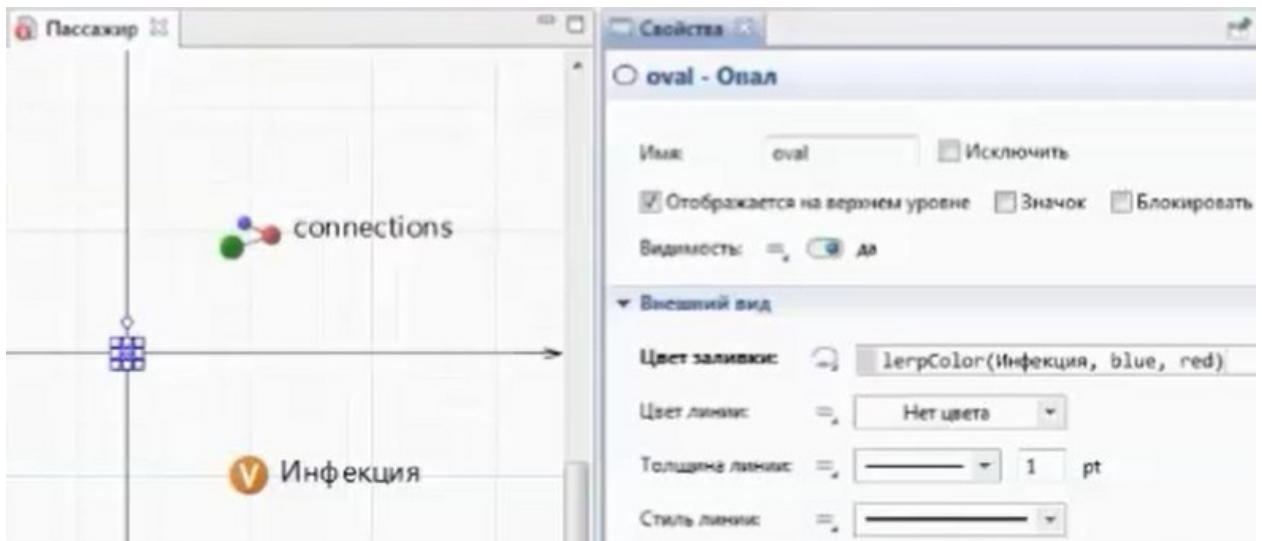 Пассажир
connections
Инфекция
Свойства
oval - Овал
Имя: oval Исключить
Отображается на верхнем уровне Значок Блокировать
Видимость: да
Внешний вид
Цвет заливки: lerpColor(Инфекция, blue, red)
Цвет линии: Нет цвета
Толщина линии: 1 pt
Стиль линии: